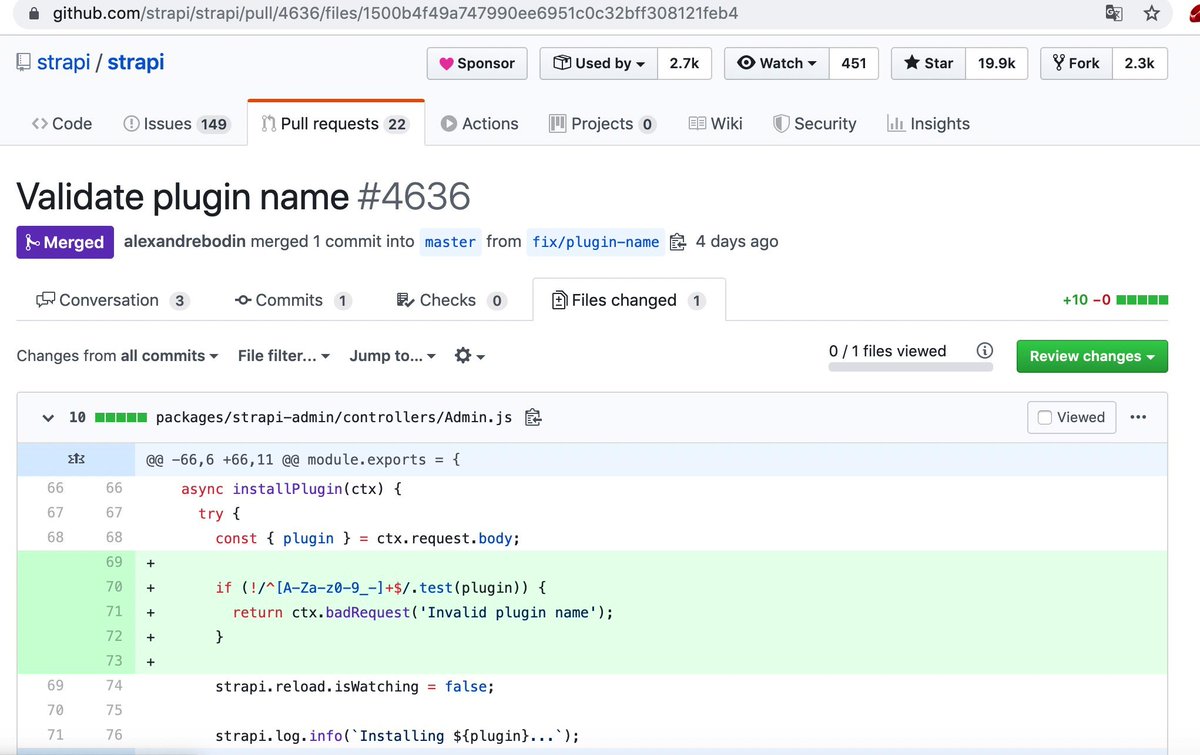 github.com/strapi/strapi/pull/4636/files/1500b4f49a747990ee6951c0c32bff308121feb4
strapi / strapi
Sponsor
Used by 2.7k
Watch 451
Star 19.9k
Fork 2.3k
Code
Issues 149
Pull requests 22
Actions
Projects 0
Wiki
Security
Insights
Validate plugin name #4636
Merged alexandrebodin merged 1 commit into master from fix/plugin-name 4 days ago
Conversation 3
Commits 1
Checks 0
Files changed 1
+10 −0
Changes from all commits File filter... Jump to...
0 / 1 files viewed
Review changes
10 packages/strapi-admin/controllers/Admin.js
Viewed
@@ -66,6 +66,11 @@ module.exports = {
66 66 async installPlugin(ctx) {
67 67 try {
68 68 const { plugin } = ctx.request.body;
69 +
70 + if (!/^[A-Za-z0-9_-]+$/.test(plugin)) {
71 + return ctx.badRequest('Invalid plugin name');
72 + }
73 +
69 74 strapi.reload.isWatching = false;
70 75
71 76 strapi.log.info(`Installing ${plugin}...`);